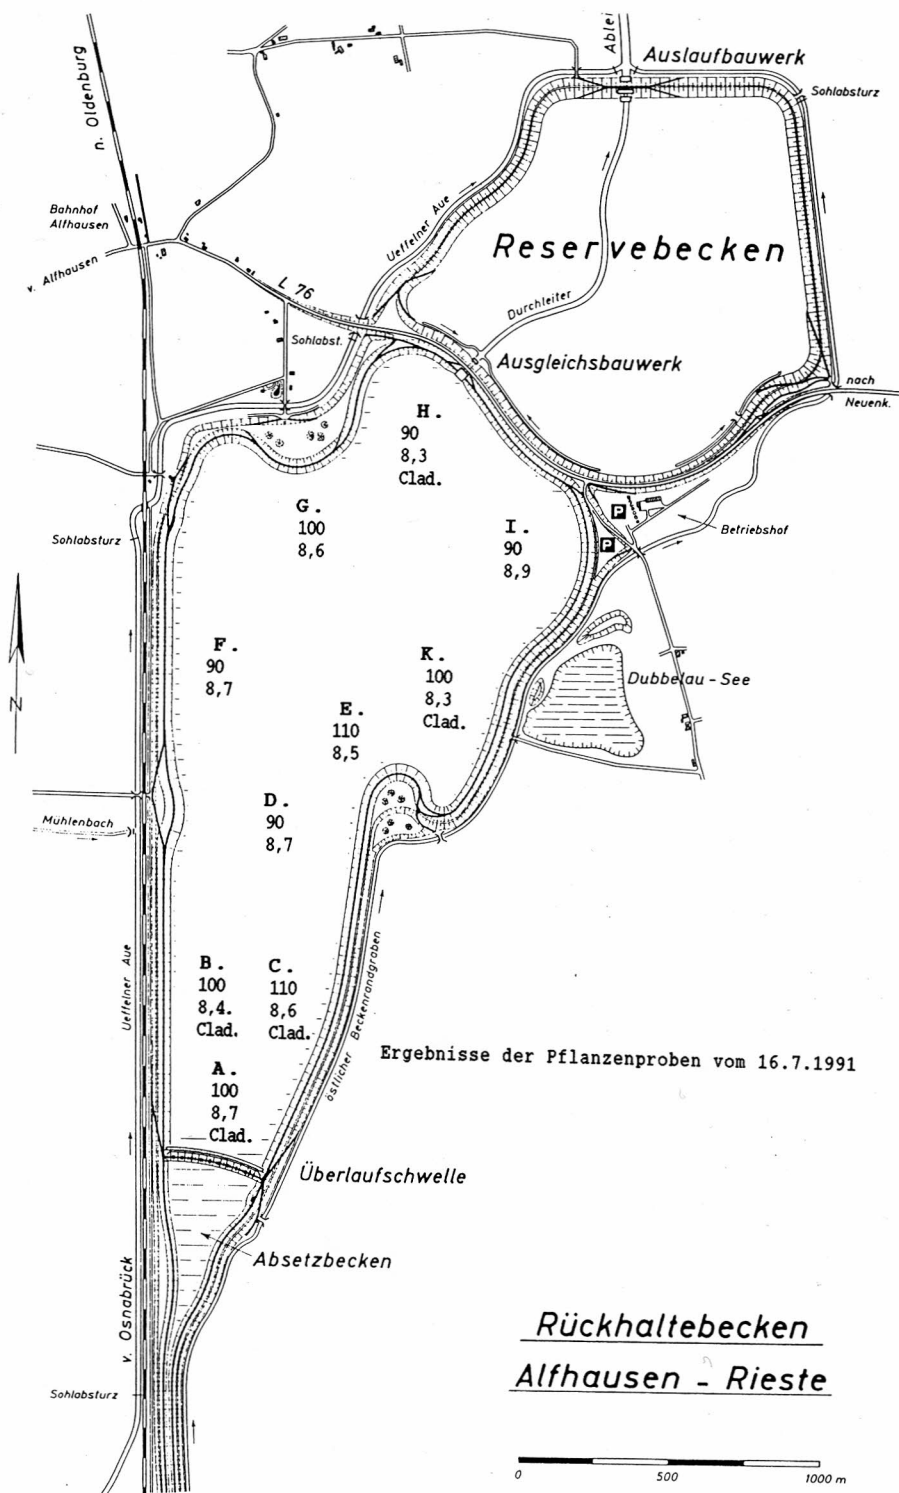 Ablei
Auslaufbauwerk
Sohlabsturz
n. Oldenburg
Bahnhof
Alfhausen
v. Alfhausen
Ueffelner Aue
Reservebecken
L 76
Durchleiter
Sohlabst.
Ausgleichsbauwerk
nach
Neuenk.
H.
90
8,3
Clad.
G.
100
8,6
I.
90
8,9
P
P
Betriebshof
Sohlabsturz
F.
90
8,7
K.
100
8,3
Clad.
Dubbelau - See
N
E.
110
8,5
D.
90
8,7
Mühlenbach
Ueffelner Aue
B.
100
8,4.
Clad.
C.
110
8,6
Clad.
östlicher Beckenrandgraben
Ergebnisse der Pflanzenproben vom 16.7.1991
A.
100
8,7
Clad.
Überlaufschwelle
Absetzbecken
v. Osnabrück
Sohlabsturz
Rückhaltebecken
Alfhausen - Rieste
0 500 1000 m